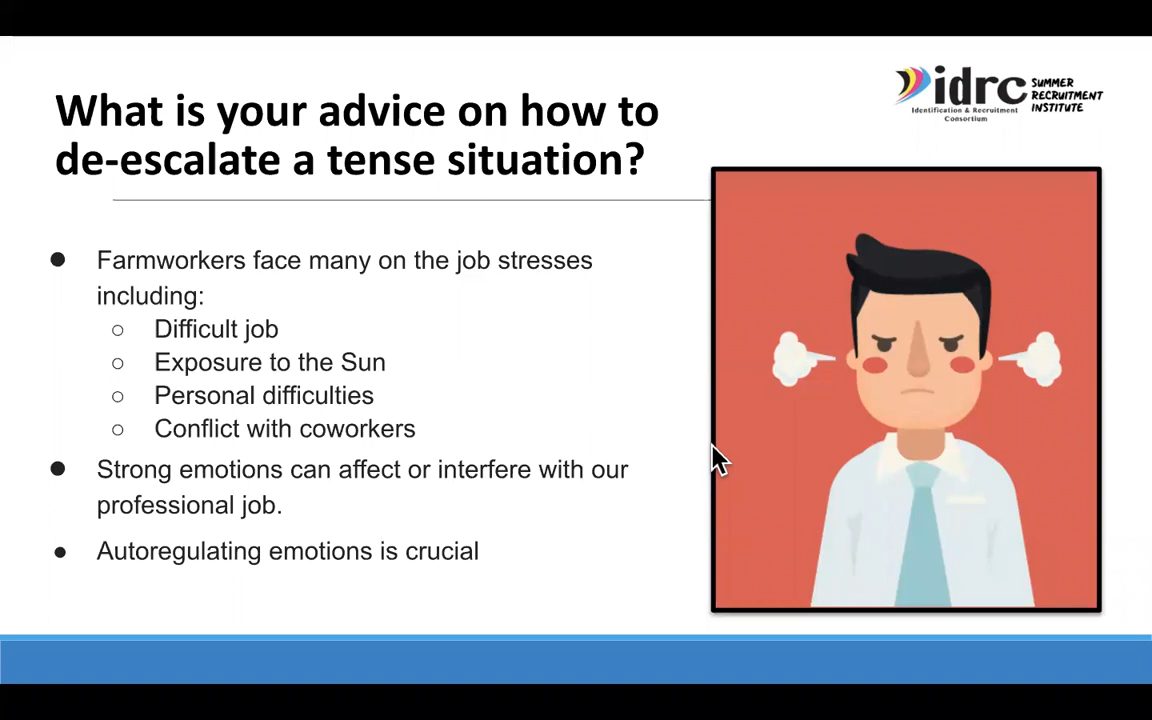 What is your advice on how to
de-escalate a tense situation?
idrc
Identification & Recruitment
Consortium
SUMMER
RECRUITMENT
INSTITUTE
● Farmworkers face many on the job stresses
including:
○ Difficult job
○ Exposure to the Sun
○ Personal difficulties
○ Conflict with coworkers
● Strong emotions can affect or interfere with our
professional job.
● Autoregulating emotions is crucial